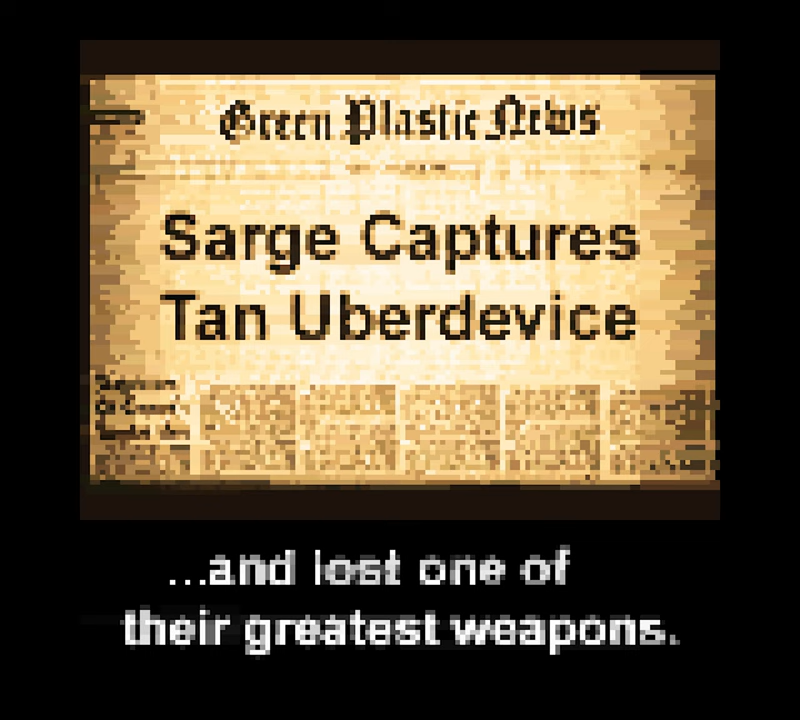 Green Plastic News
Sarge Captures
Tan Uberdevice
...and lost one of
their greatest weapons.